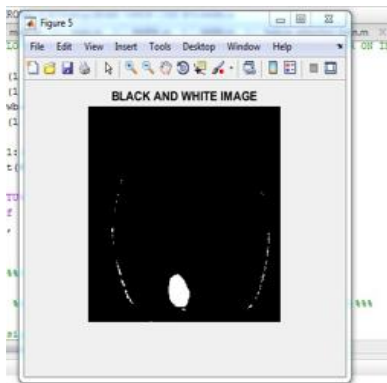 Figure 5
File Edit View Insert Tools Desktop Window Help
BLACK AND WHITE IMAGE